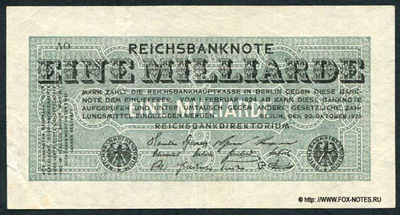 REICHSBANKNOTE
EINE MILLIARDE
MARK ZAHLT DIE REICHSBANKHAUPTKASSE IN BERLIN GEGEN DIESE BANK-
NOTE DEM EINLIEFERER. VOM 1. FEBRUAR 1924 AB KANN DIESE BANKNOTE
AUFGERUFEN UND UNTER UMTAUSCH GEGEN ANDERE GESETZLICHE ZAH-
LUNGSMITTEL EINGEZOGEN WERDEN. BERLIN, DEN 20. OKTOBER 1923
REICHSBANKDIREKTORIUM
HTTP://WWW.FOX-NOTES.RU